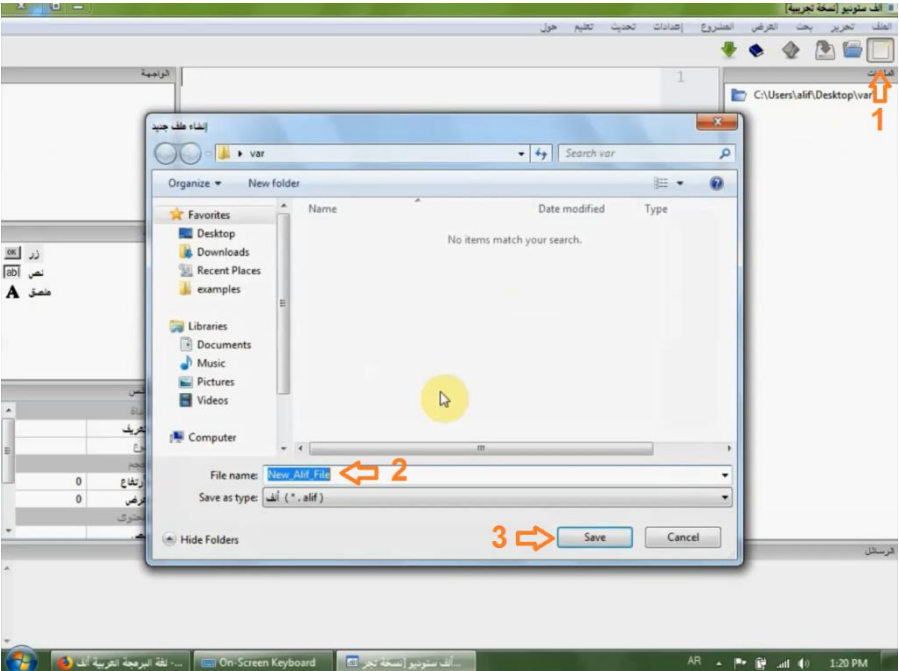 ألف ستوديو [نسخة تجريبية]
الملف تحرير بحث العرض المشروع إعدادات تحديث تقييم حول
الواجهة
1
C:\Users\alif\Desktop\var
1
إنشاء ملف جديد
var
Search var
Organize
New folder
Name
Date modified
Type
No items match your search.
Favorites
Desktop
Downloads
Recent Places
examples
Libraries
Documents
Music
Pictures
Videos
Computer
OK زر
ab نص
A ملصق
0
0
File name: New_Alif_File
2
Save as type: ألف (*.alif)
Hide Folders
3
Save
Cancel
الرسائل
- لغة البرمجة العربية ألف...
On-Screen Keyboard
ألف ستوديو [نسخة تجر...
AR
1:20 PM